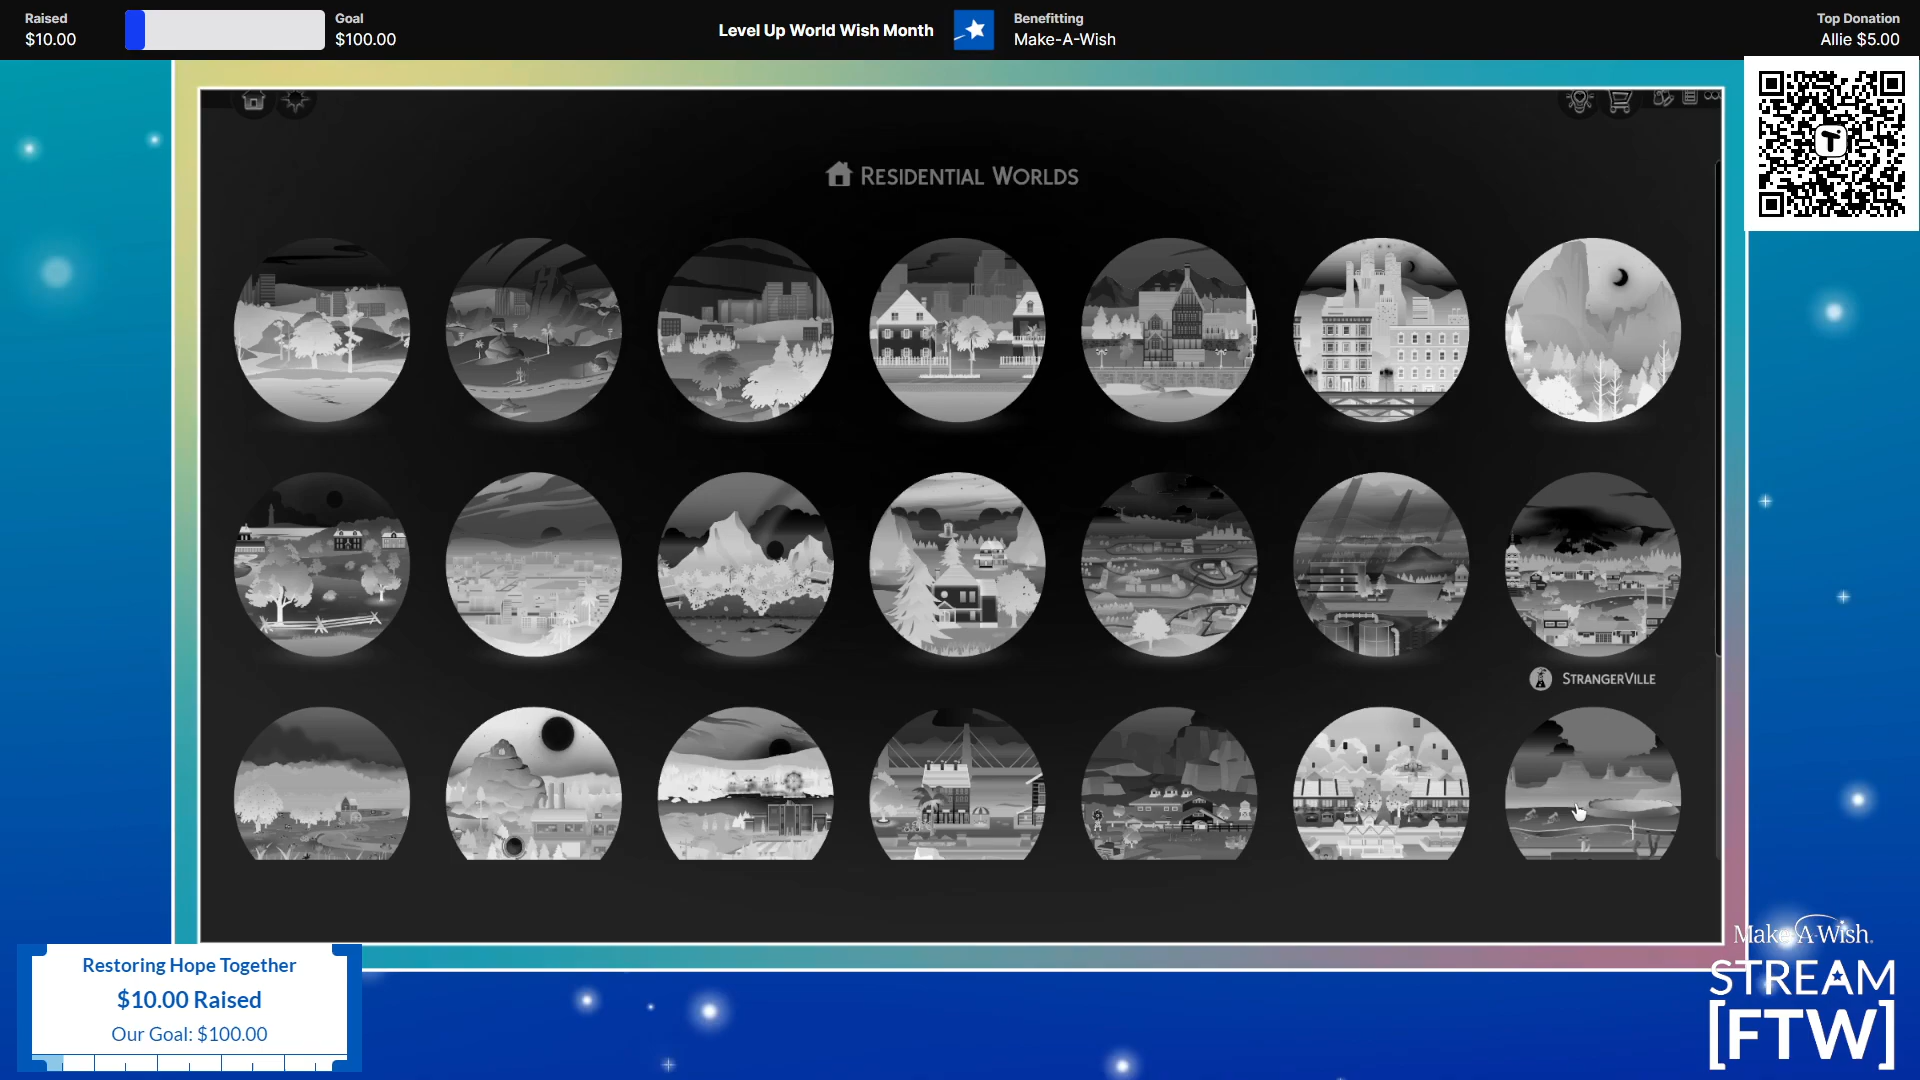 Raised
$10.00
Goal
$100.00
Level Up World Wish Month
Benefitting
Make-A-Wish
Top Donation
Allie $5.00
T
RESIDENTIAL WORLDS
STRANGERVILLE
Restoring Hope Together
$10.00 Raised
Our Goal: $100.00
Make-A-Wish.
STREAM
[FTW]